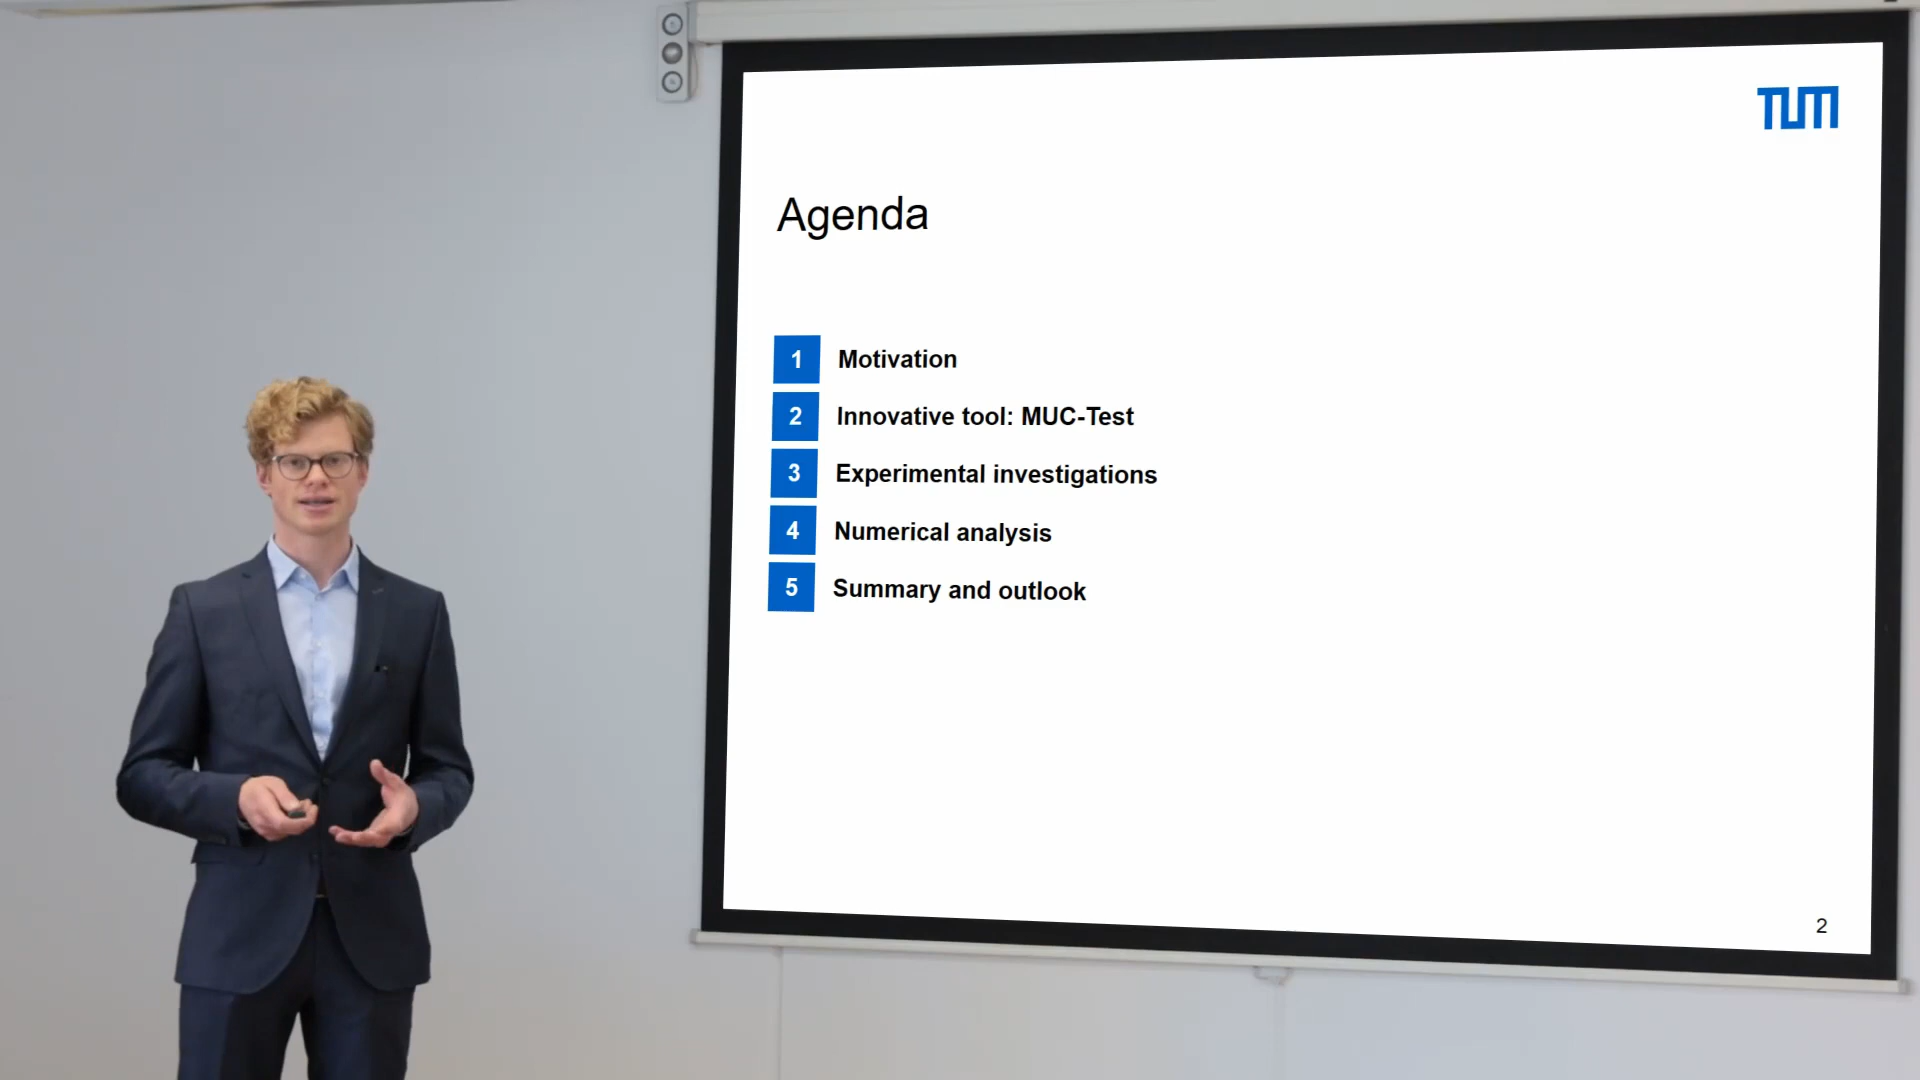 TUM
Agenda
1 Motivation
2 Innovative tool: MUC-Test
3 Experimental investigations
4 Numerical analysis
5 Summary and outlook
2